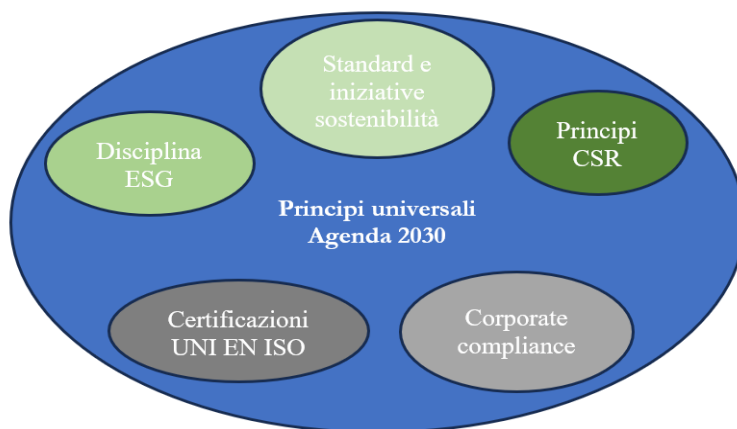 Standard e
iniziative
sostenibilità
Disciplina
ESG
Principi
CSR
Principi universali
Agenda 2030
Certificazioni
UNI EN ISO
Corporate
compliance